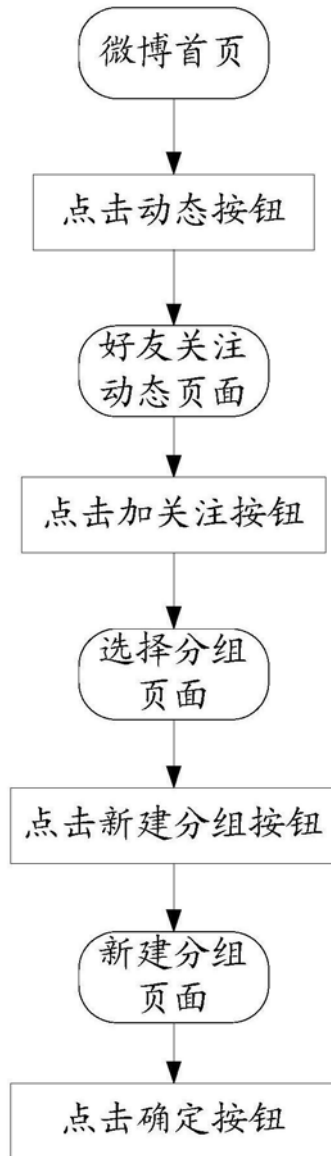 微博首页
点击动态按钮
好友关注
动态页面
点击加关注按钮
选择分组
页面
点击新建分组按钮
新建分组
页面
点击确定按钮